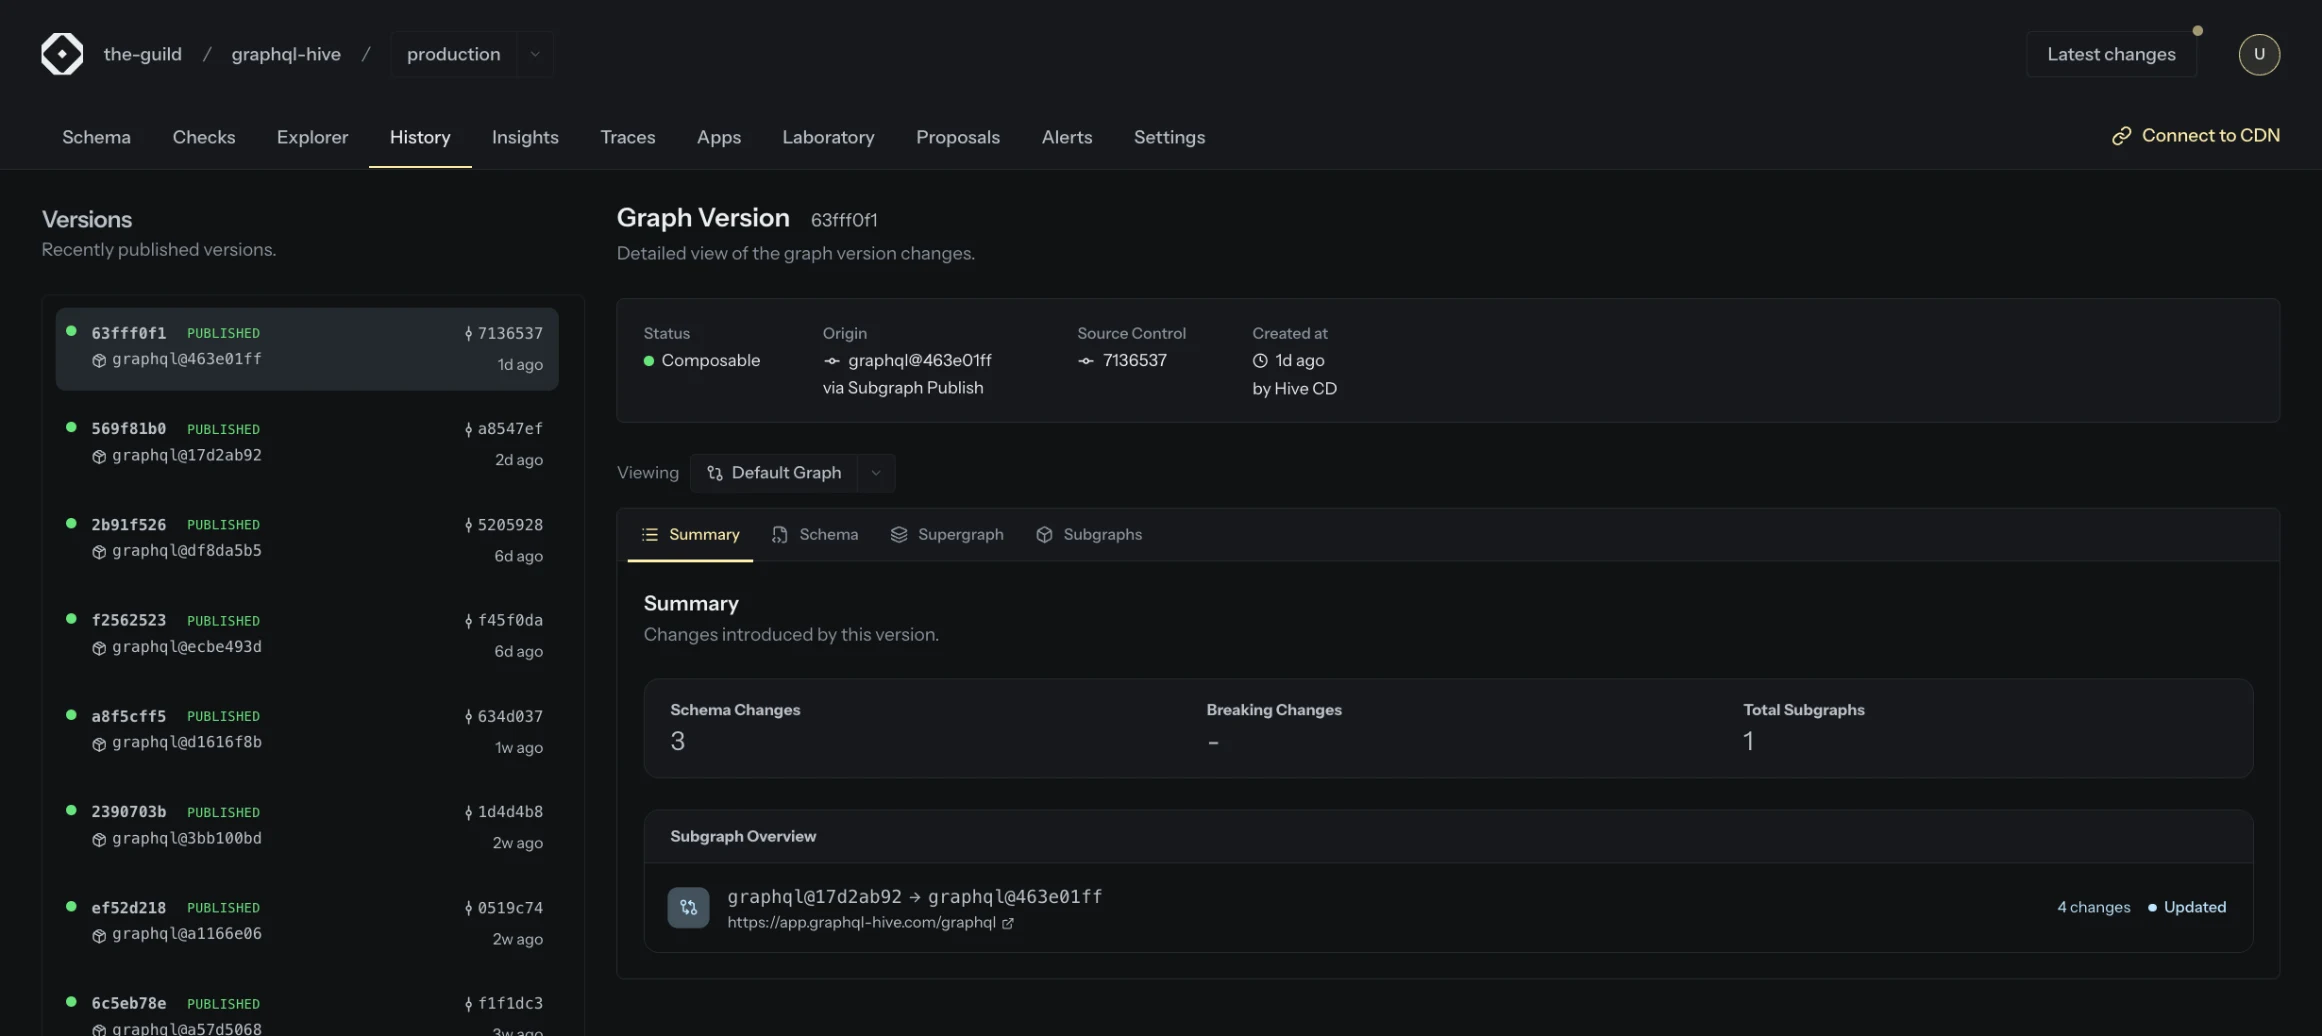 the-guild / graphql-hive / production
Latest changes
U
Schema Checks Explorer History Insights Traces Apps Laboratory Proposals Alerts Settings
Connect to CDN
Versions
Recently published versions.
63fff0f1 PUBLISHED 7136537
graphql@463e01ff 1d ago
569f81b0 PUBLISHED a8547ef
graphql@17d2ab92 2d ago
2b91f526 PUBLISHED 5205928
graphql@df8da5b5 6d ago
f2562523 PUBLISHED f45f0da
graphql@ecbe493d 6d ago
a8f5cff5 PUBLISHED 634d037
graphql@d1616f8b 1w ago
2390703b PUBLISHED 1d4d4b8
graphql@3bb100bd 2w ago
ef52d218 PUBLISHED 0519c74
graphql@a1166e06 2w ago
6c5eb78e PUBLISHED f1f1dc3
graphql@a57d5068 3w ago
Graph Version 63fff0f1
Detailed view of the graph version changes.
Status Origin Source Control Created at
Composable graphql@463e01ff 7136537 1d ago
via Subgraph Publish by Hive CD
Viewing Default Graph
Summary Schema Supergraph Subgraphs
Summary
Changes introduced by this version.
Schema Changes Breaking Changes Total Subgraphs
3 - 1
Subgraph Overview
graphql@17d2ab92 → graphql@463e01ff
https://app.graphql-hive.com/graphql
4 changes Updated